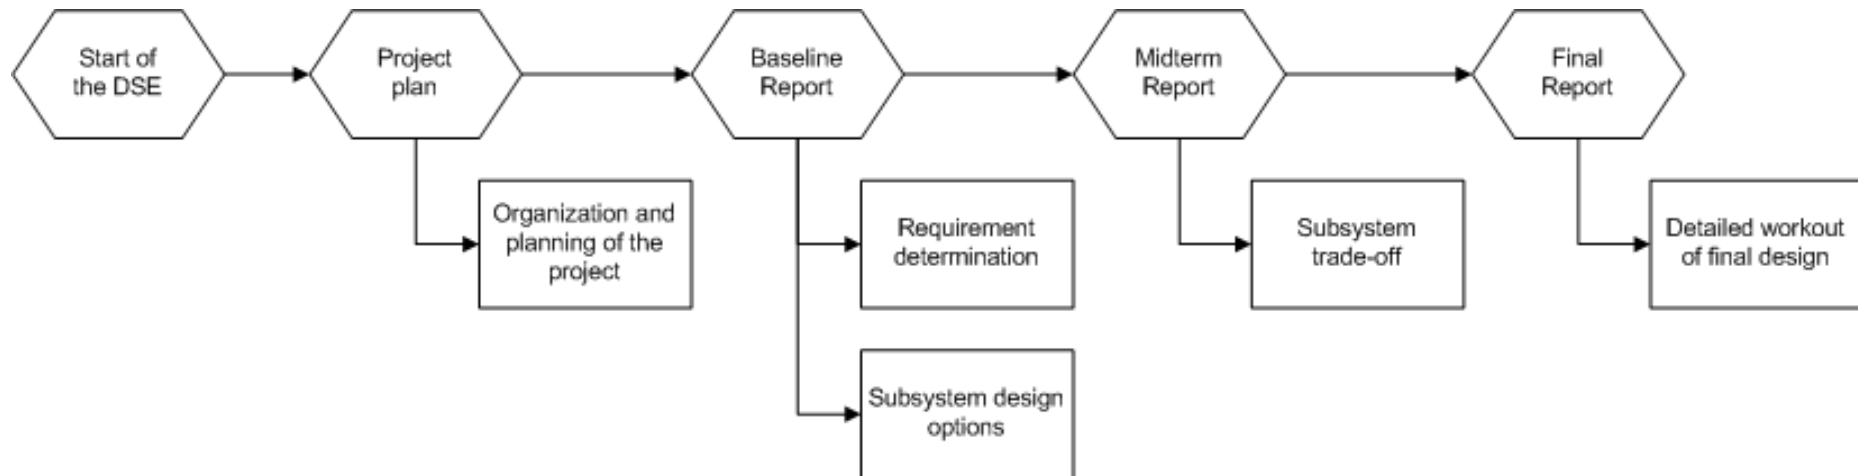 Start of
the DSE
Project
plan
Baseline
Report
Midterm
Report
Final
Report
Organization and
planning of the
project
Requirement
determination
Subsystem
trade-off
Detailed workout
of final design
Subsystem design
options